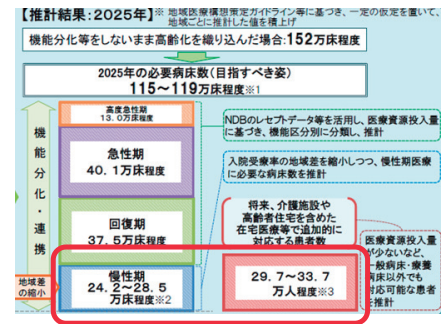 【推計結果:2025年】※ 地域医療構想策定ガイドライン等に基づき、一定の仮定を置いて、
地域ごとに推計した値を積上げ
機能分化等をしないまま高齢化を織り込んだ場合:152万床程度
2025年の必要病床数(目指すべき姿)
115~119万床程度※1
高度急性期
13.0万床程度
NDBのレセプトデータ等を活用し、医療資源投入量
に基づき、機能区分別に分類し、推計
機能分化・連携
急性期
40.1万床程度
入院受療率の地域差を縮小しつつ、慢性期医療
に必要な病床数を推計
回復期
37.5万床程度
将来、介護施設や
高齢者住宅を含めた
在宅医療等で追加的に
対応する患者数
医療資源投入量
が少ないなど、
一般病床・療養
病床以外でも
対応可能な患者
を推計
地域差
の縮小
慢性期
24.2~28.5
万床程度※2
29.7~33.7
万人程度※3